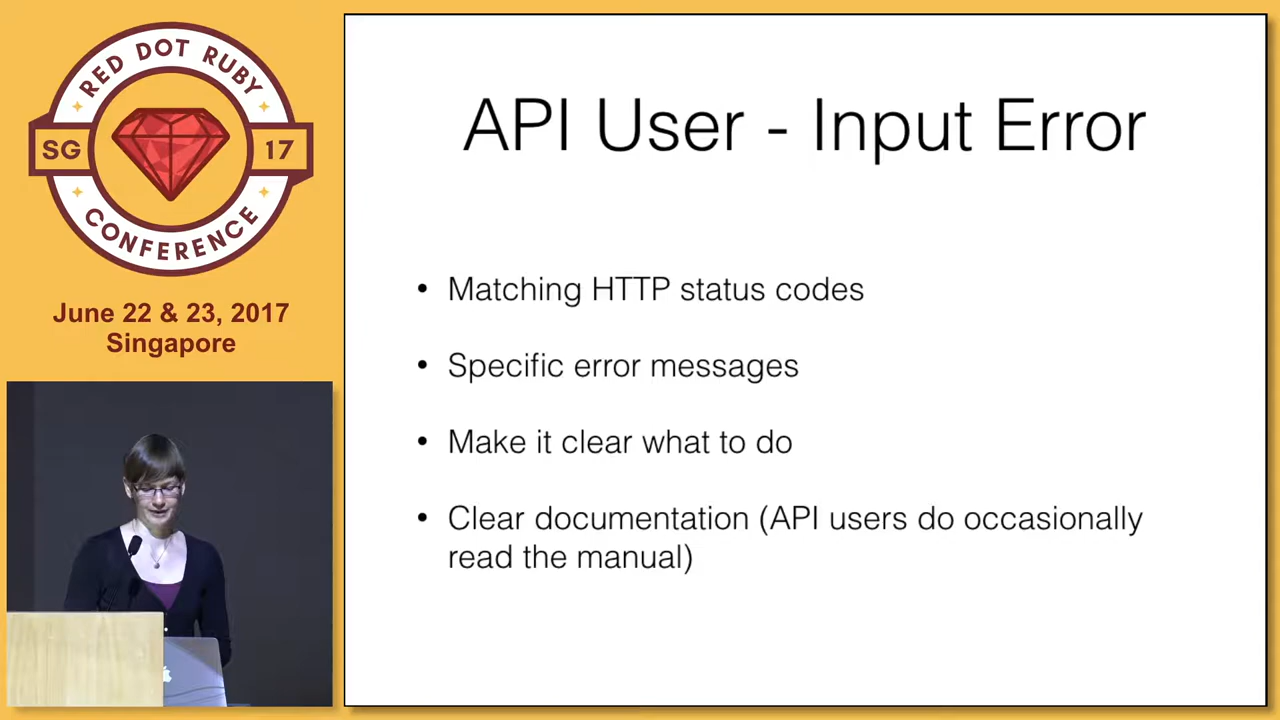 RED DOT RUBY
SG 17
CONFERENCE
June 22 & 23, 2017
Singapore
API User - Input Error
• Matching HTTP status codes
• Specific error messages
• Make it clear what to do
• Clear documentation (API users do occasionally
read the manual)